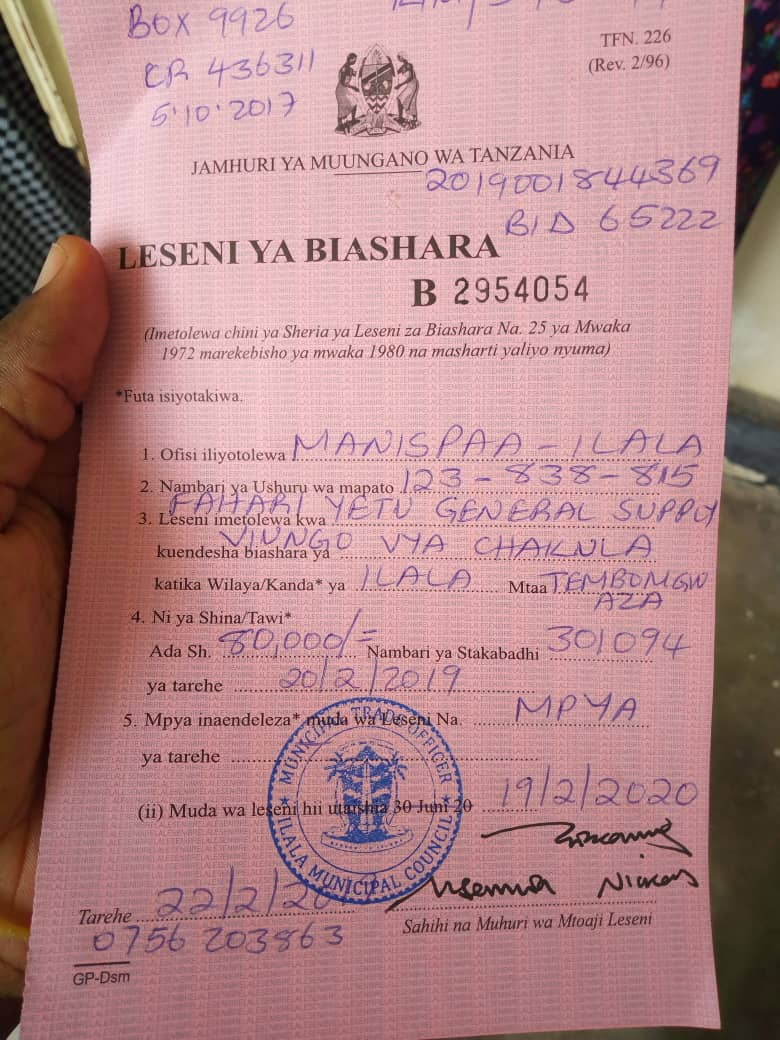 BOX 9926
CR 436311
5'10'2017
TFN. 226
(Rev. 2/96)
JAMHURI YA MUUNGANO WA TANZANIA
2019001844369
BID 65222
LESENI YA BIASHARA
B 2954054
(Imetolewa chini ya Sheria ya Leseni za Biashara Na. 25 ya Mwaka
1972 marekebisho ya mwaka 1980 na masharti yaliyo nyuma)
*Futa isiyotakiwa.
1. Ofisi iliyotolewa MANISPAA - ILALA
2. Nambari ya Ushuru wa mapato 123-838-815
3. Leseni imetolewa kwa FAHARI YETU GENERAL SUPPLY
kuendesha biashara ya VIUNGO VYA CHAKULA
katika Wilaya/Kanda* ya ILALA Mtaa TEMBOMGW
AZA
4. Ni ya Shina/Tawi*
Ada Sh. 80,000/= Nambari ya Stakabadhi 301094
ya tarehe 20/2/2019
5. Mpya inaendeleza* muda wa Leseni Na. MPYA
ya tarehe
(ii) Muda wa leseni hii utaishia 30 Juni 20 19/2/2020
MUNICIPAL TRADE OFFICER
ILALA MUNICIPAL COUNCIL
Tarehe 22/2/20
Sahihi na Muhuri wa Mtoaji Leseni
0756 203863
GP-Dsm